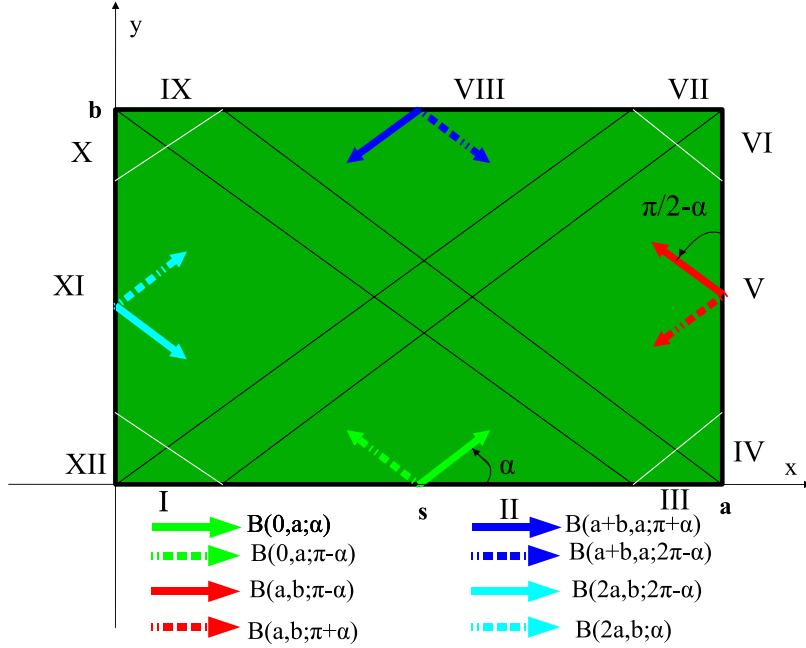 y
IX VIII VII
b
X VI
π/2-α
XI V
α
XII IV
x
I s II III a
B(0,a;α) B(a+b,a;π+α)
B(0,a;π-α) B(a+b,a;2π-α)
B(a,b;π-α) B(2a,b;2π-α)
B(a,b;π+α) B(2a,b;α)